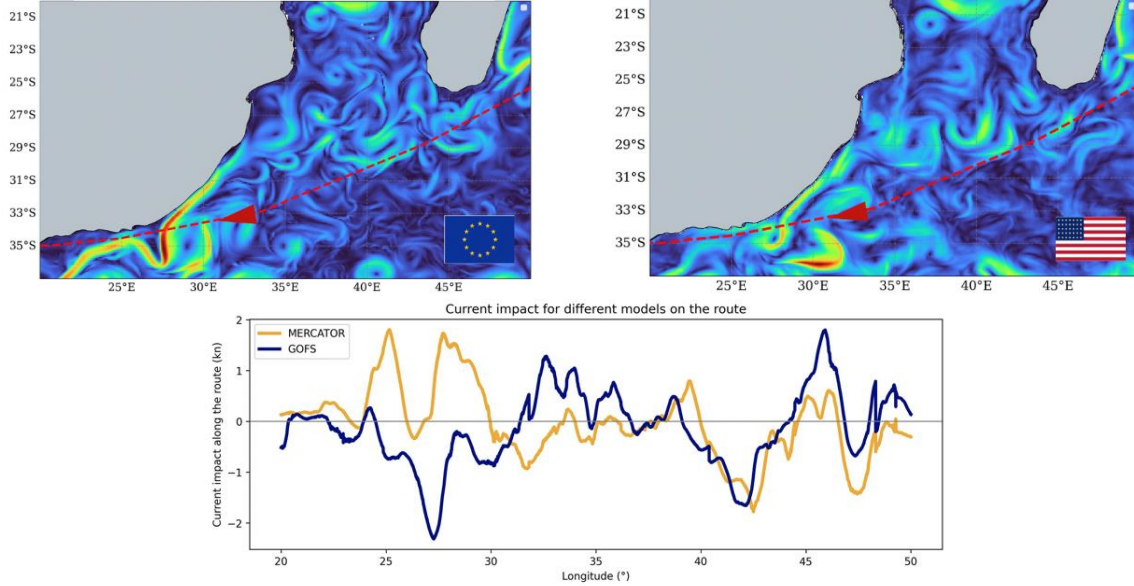 21°S
23°S
25°S
27°S
29°S
31°S
33°S
35°S
25°E 30°E 35°E 40°E 45°E
21°S
23°S
25°S
27°S
29°S
31°S
33°S
35°S
25°E 30°E 35°E 40°E 45°E
Current impact for different models on the route
MERCATOR
GOFS
Current impact along the route (kn)
2
1
0
−1
−2
20 25 30 35 40 45 50
Longitude (°)